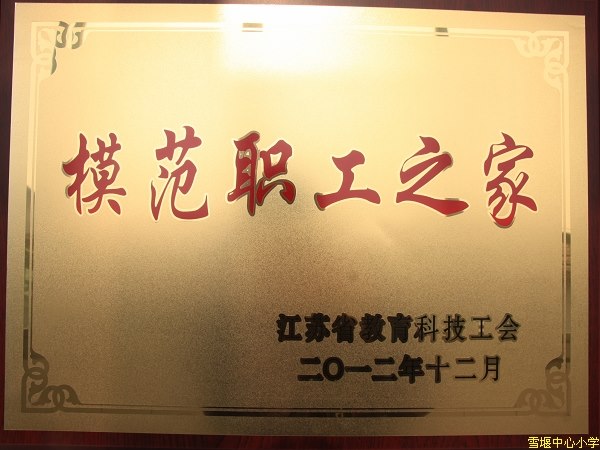 模范职工之家
江苏省教育科技工会
二〇一二年十二月
雪堰中心小学